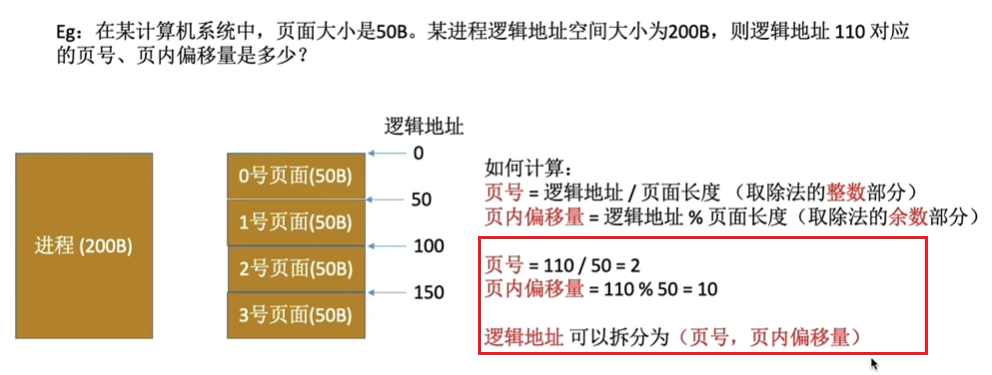 Eg：在某计算机系统中，页面大小是50B。某进程逻辑地址空间大小为200B，则逻辑地址 110 对应
的页号、页内偏移量是多少？
逻辑地址
进程 (200B)
0号页面(50B)
1号页面(50B)
2号页面(50B)
3号页面(50B)
0
50
100
150
如何计算：
页号 = 逻辑地址 / 页面长度 （取除法的整数部分）
页内偏移量 = 逻辑地址 % 页面长度（取除法的余数部分）
页号 = 110 / 50 = 2
页内偏移量 = 110 % 50 = 10
逻辑地址 可以拆分为（页号，页内偏移量）